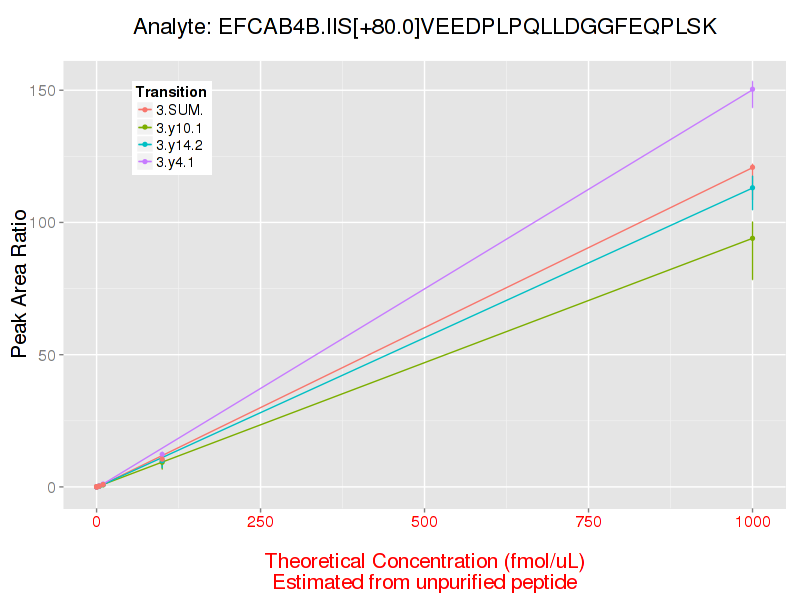 Analyte: EFCAB4B.IIS[+80.0]VEEDPLPQLLDGGFEQPLSK
Transition
3.SUM.
3.y10.1
3.y14.2
3.y4.1
Peak Area Ratio
150
100
50
0
0 250 500 750 1000
Theoretical Concentration (fmol/uL)
Estimated from unpurified peptide